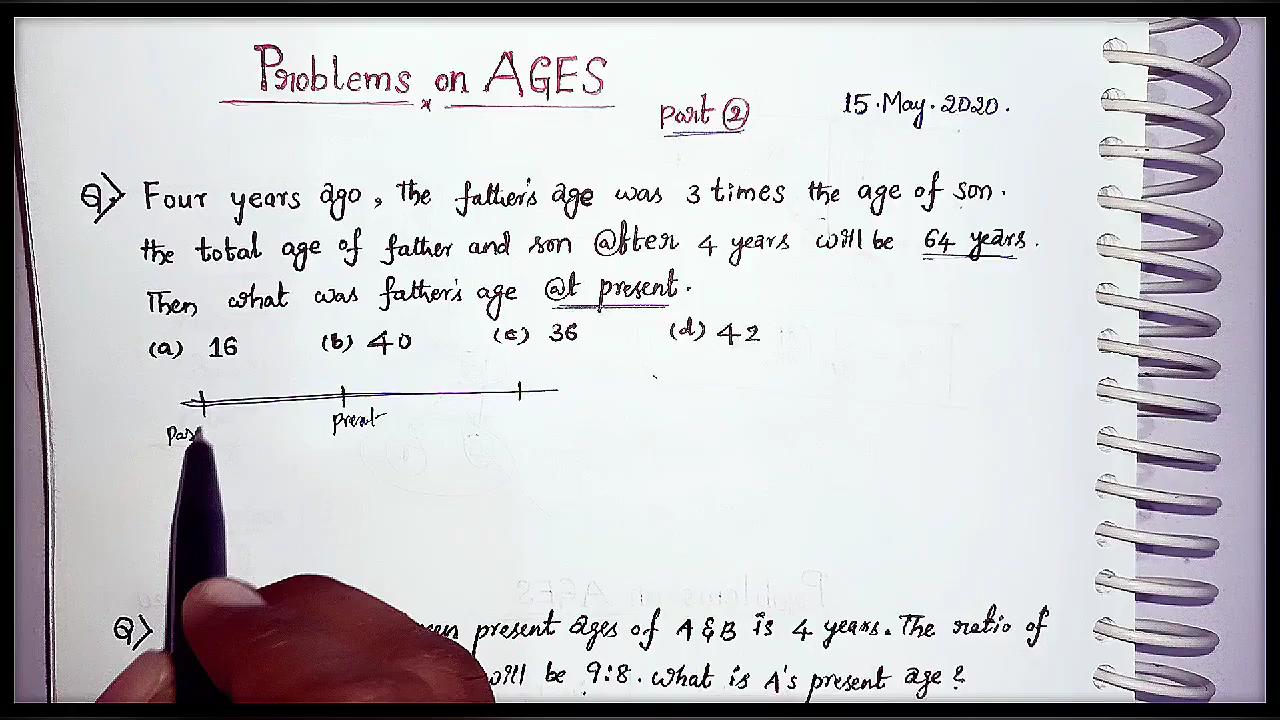 Problems on AGES
Part ②
15.May.2020.
Q> Four years ago, the father's age was 3 times the age of son.
the total age of father and son @fter 4 years will be 64 years.
Then what was father's age @t present.
(a) 16 (b) 40 (c) 36 (d) 42
Present
Q> present ages of A & B is 4 years. The ratio of
will be 9:8. what is A's present age?